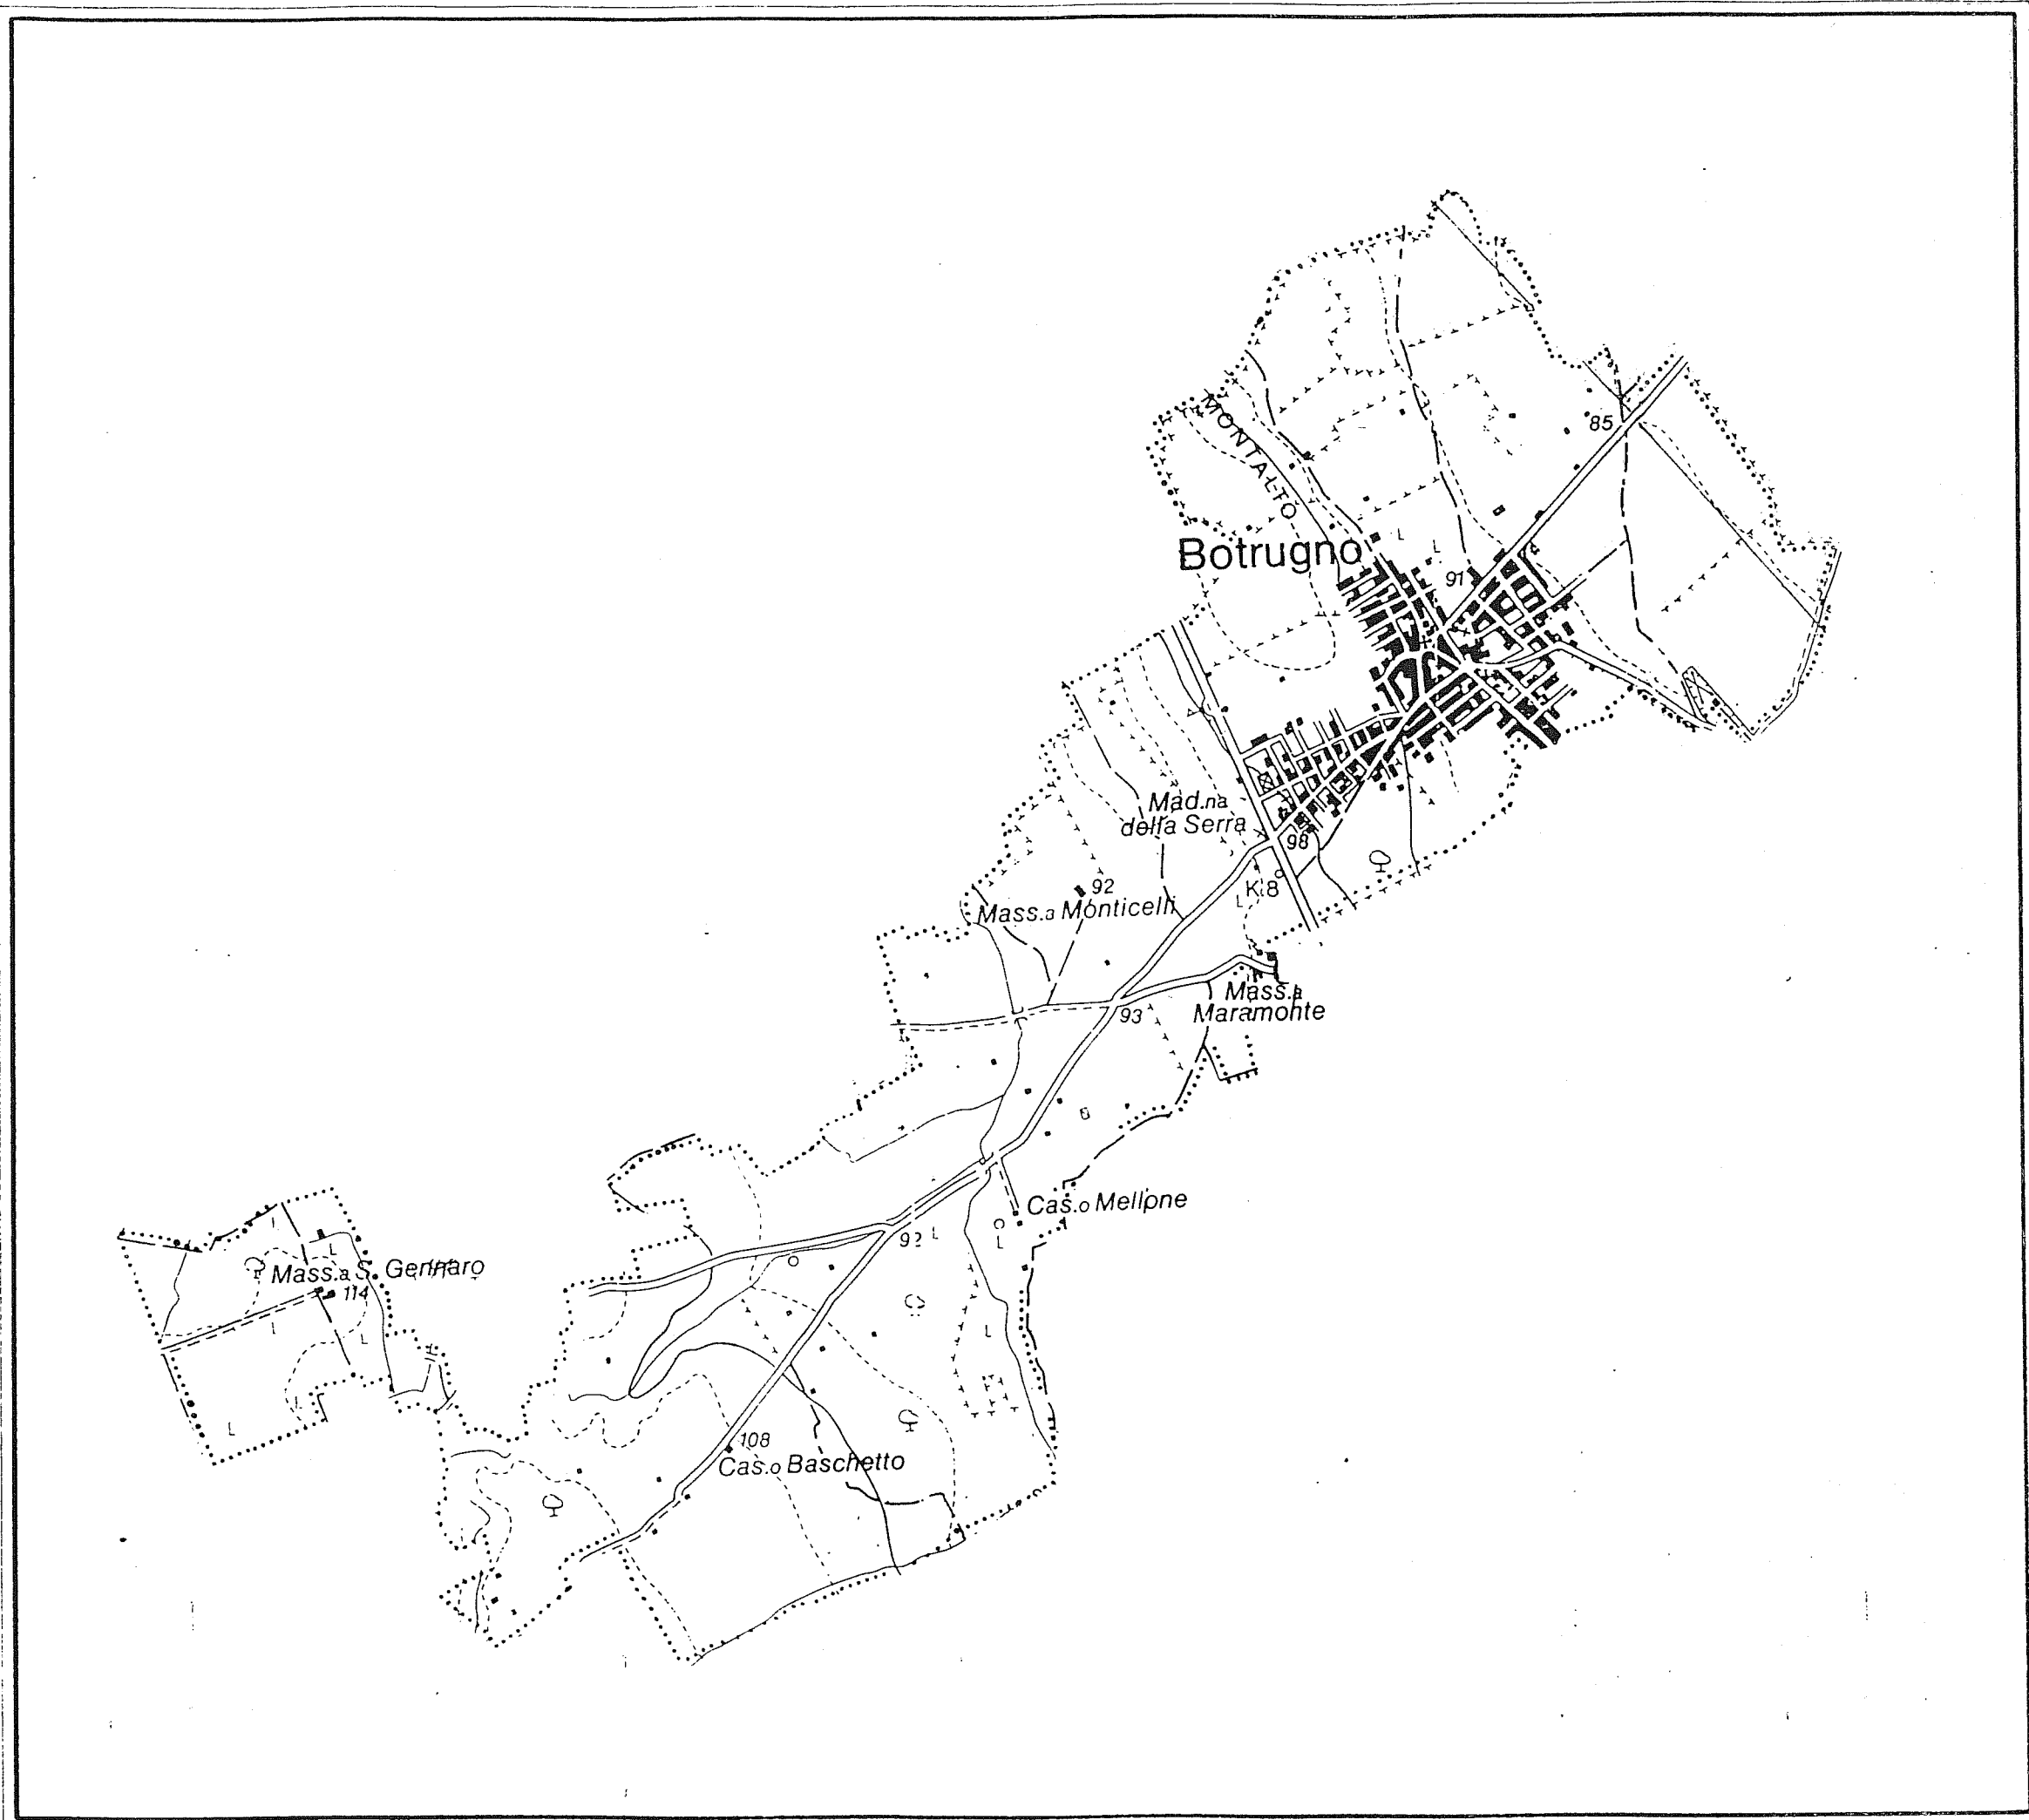 MONTALTO
85
Botrugno
91
Mad.na
della Serra
98
K.8
92
Mass.a Monticelli
Mass.a
Maramonte
93
Cas.o Mellone
92
L
Mass.a S. Gennaro
114
108
Cas.o Baschetto